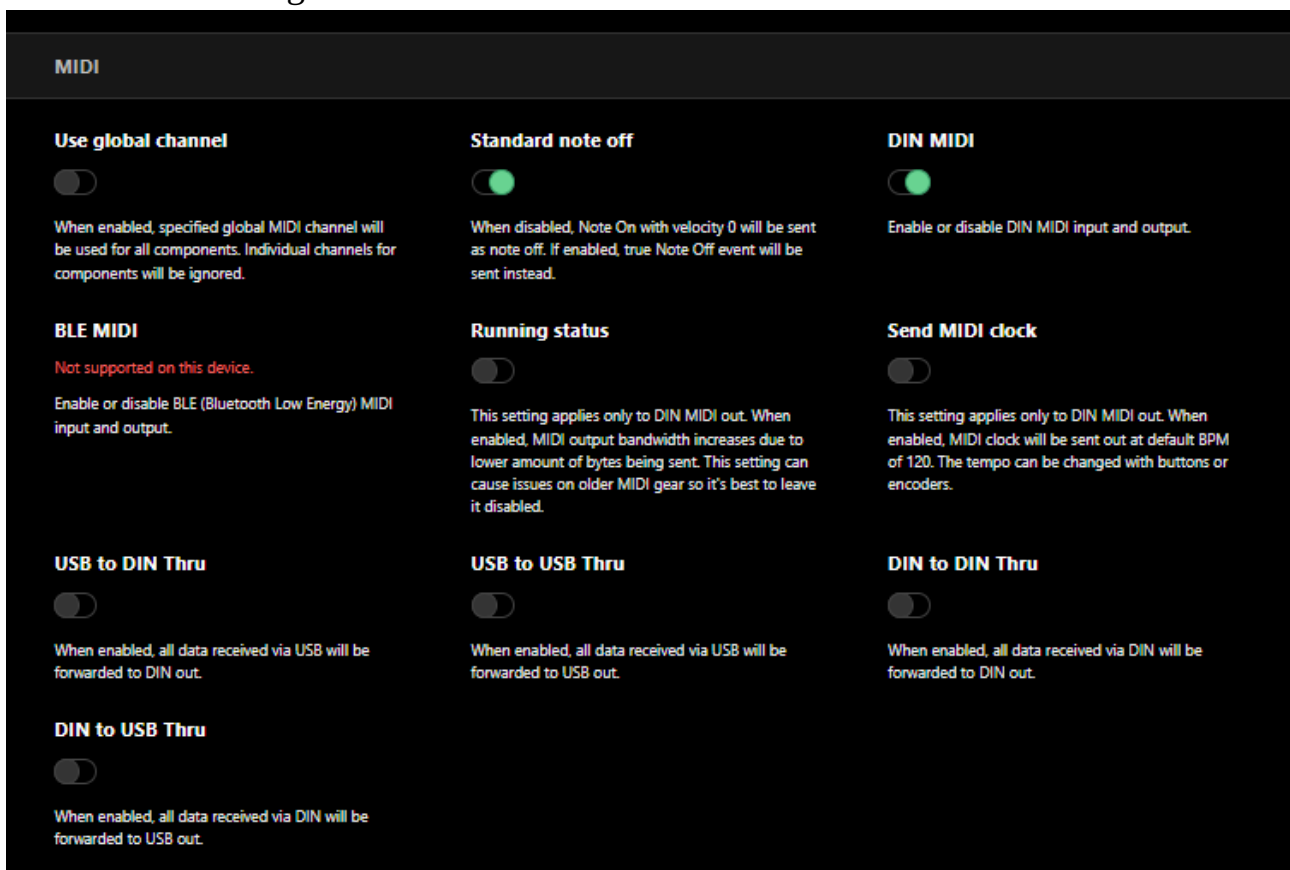 MIDI
Use global channel
When enabled, specified global MIDI channel will
be used for all components. Individual channels for
components will be ignored.
Standard note off
When disabled, Note On with velocity 0 will be sent
as note off. If enabled, true Note Off event will be
sent instead.
DIN MIDI
Enable or disable DIN MIDI input and output.
BLE MIDI
Not supported on this device.
Enable or disable BLE (Bluetooth Low Energy) MIDI
input and output.
Running status
This setting applies only to DIN MIDI out. When
enabled, MIDI output bandwidth increases due to
lower amount of bytes being sent. This setting can
cause issues on older MIDI gear so it's best to leave
it disabled.
Send MIDI clock
This setting applies only to DIN MIDI out. When
enabled, MIDI clock will be sent out at default BPM
of 120. The tempo can be changed with buttons or
encoders.
USB to DIN Thru
When enabled, all data received via USB will be
forwarded to DIN out.
USB to USB Thru
When enabled, all data received via USB will be
forwarded to USB out.
DIN to DIN Thru
When enabled, all data received via DIN will be
forwarded to DIN out.
DIN to USB Thru
When enabled, all data received via DIN will be
forwarded to USB out.